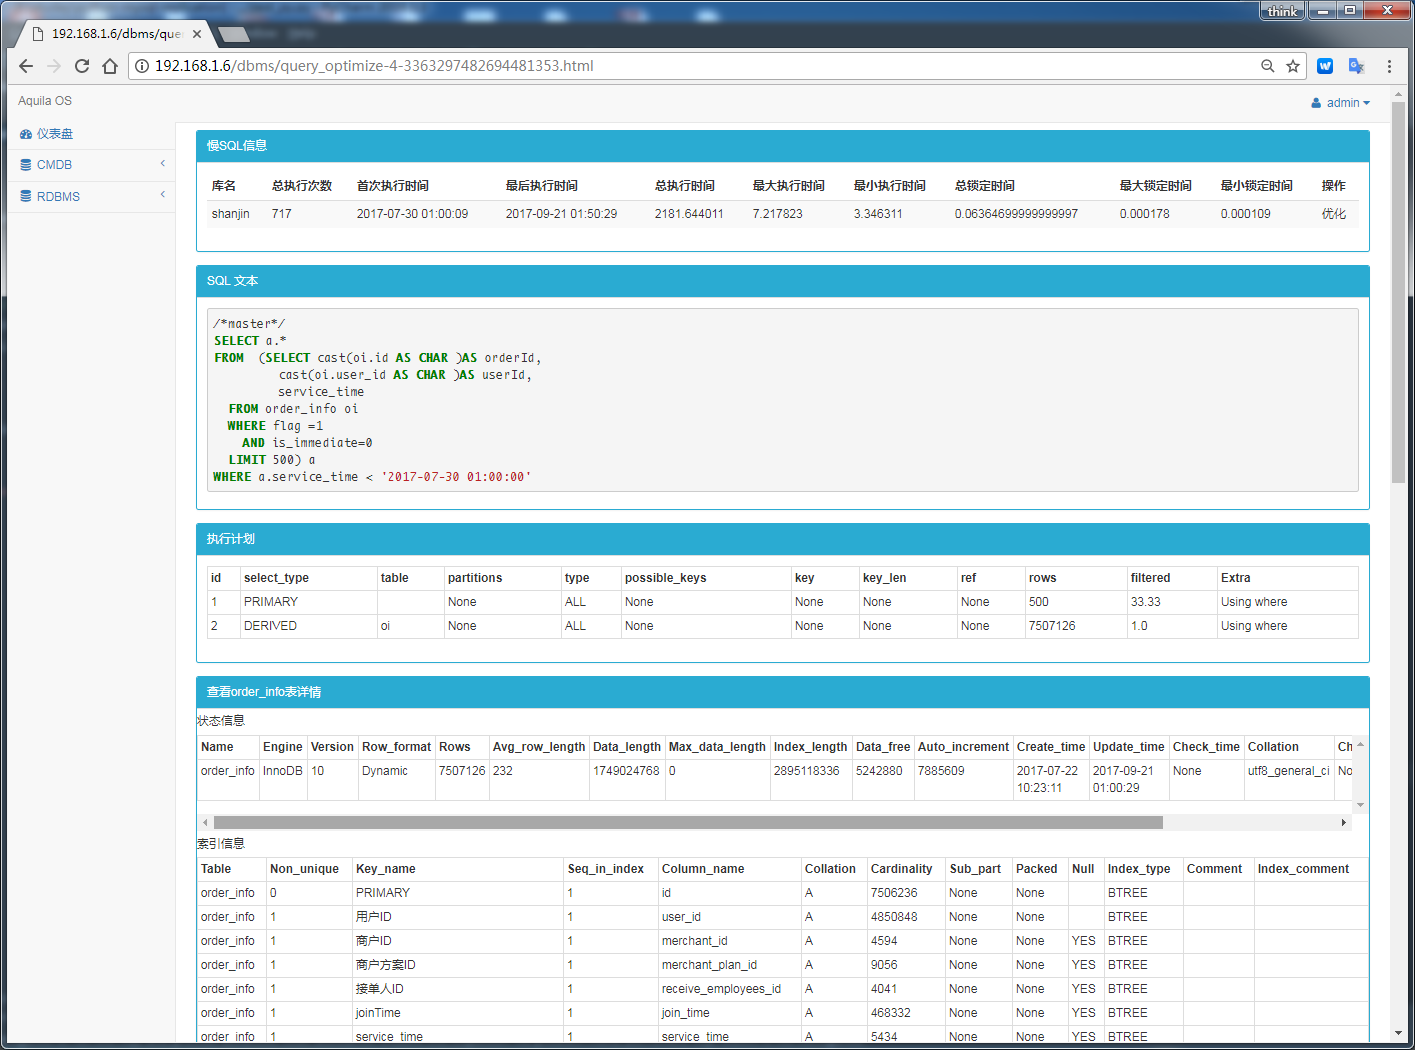 think
192.168.1.6/dbms/que
192.168.1.6/dbms/query_optimize-4-3363297482694481353.html
Aquila OS
admin
仪表盘
CMDB
RDBMS
慢SQL信息
库名 总执行次数 首次执行时间 最后执行时间 总执行时间 最大执行时间 最小执行时间 总锁定时间 最大锁定时间 最小锁定时间 操作
shanjin 717 2017-07-30 01:00:09 2017-09-21 01:50:29 2181.644011 7.217823 3.346311 0.06364699999999997 0.000178 0.000109 优化
SQL 文本
/*master*/
SELECT a.*
FROM (SELECT cast(oi.id AS CHAR )AS orderId,
cast(oi.user_id AS CHAR )AS userId,
service_time
FROM order_info oi
WHERE flag =1
AND is_immediate=0
LIMIT 500) a
WHERE a.service_time < '2017-07-30 01:00:00'
执行计划
id select_type table partitions type possible_keys key key_len ref rows filtered Extra
1 PRIMARY None ALL None None None None 500 33.33 Using where
2 DERIVED oi None ALL None None None None 7507126 1.0 Using where
查看order_info表详情
状态信息
Name Engine Version Row_format Rows Avg_row_length Data_length Max_data_length Index_length Data_free Auto_increment Create_time Update_time Check_time Collation Ch
order_info InnoDB 10 Dynamic 7507126 232 1749024768 0 2895118336 5242880 7885609 2017-07-22 2017-09-21 None utf8_general_ci No
10:23:11 01:00:29
索引信息
Table Non_unique Key_name Seq_in_index Column_name Collation Cardinality Sub_part Packed Null Index_type Comment Index_comment
order_info 0 PRIMARY 1 id A 7506236 None None BTREE
order_info 1 用户ID 1 user_id A 4850848 None None BTREE
order_info 1 商户ID 1 merchant_id A 4594 None None YES BTREE
order_info 1 商户方案ID 1 merchant_plan_id A 9056 None None YES BTREE
order_info 1 接单人ID 1 receive_employees_id A 4041 None None YES BTREE
order_info 1 joinTime 1 join_time A 468332 None None YES BTREE
order_info 1 service_time 1 service_time A 5434 None None YES BTREE